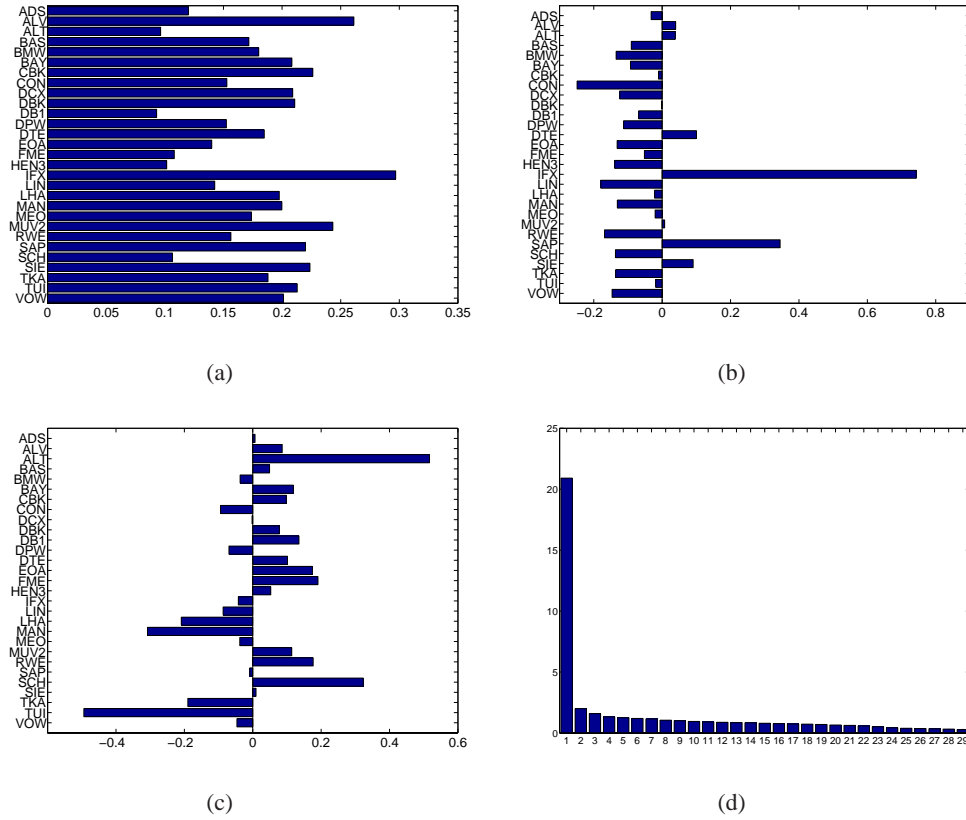 ADS
ALV
ALT
BAS
BMW
BAY
CBK
CON
DCX
DBK
DB1
DPW
DTE
EOA
FME
HEN3
IFX
LIN
LHA
MAN
MEO
MUV2
RWE
SAP
SCH
SIE
TKA
TUI
VOW
0 0.05 0.1 0.15 0.2 0.25 0.3 0.35
(a)
ADS
ALV
ALT
BAS
BMW
BAY
CBK
CON
DCX
DBK
DB1
DPW
DTE
EOA
FME
HEN3
IFX
LIN
LHA
MAN
MEO
MUV2
RWE
SAP
SCH
SIE
TKA
TUI
VOW
−0.2 0 0.2 0.4 0.6 0.8
(b)
ADS
ALV
ALT
BAS
BMW
BAY
CBK
CON
DCX
DBK
DB1
DPW
DTE
EOA
FME
HEN3
IFX
LIN
LHA
MAN
MEO
MUV2
RWE
SAP
SCH
SIE
TKA
TUI
VOW
−0.4 −0.2 0 0.2 0.4 0.6
(c)
25
20
15
10
5
0
1 2 3 4 5 6 7 8 9 10 11 12 13 14 15 16 17 18 19 20 21 22 23 24 25 26 27 28 29
(d)